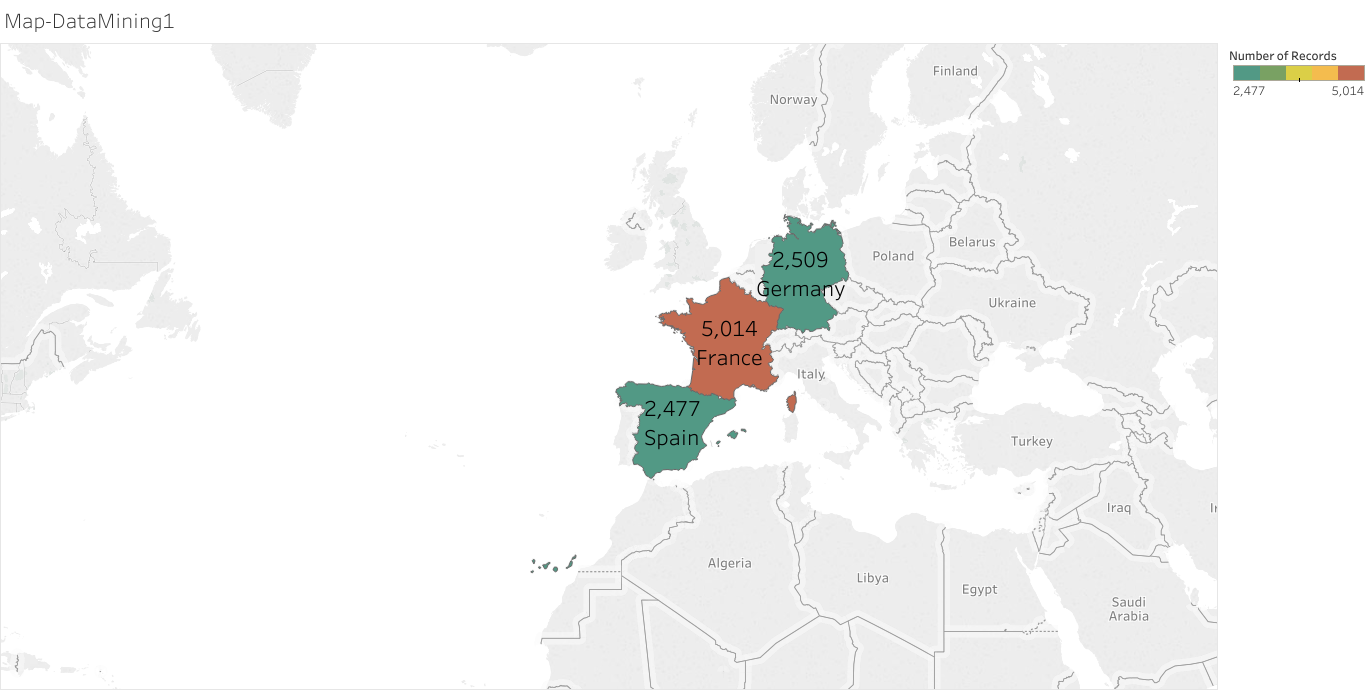 Map-DataMining1
Number of Records
2,477 5,014
Finland
Norway
Belarus
Poland
2,509
Germany
Ukraine
5,014
France
Italy
2,477
Spain
Turkey
Iraq
Algeria
Libya
Egypt
Saudi
Arabia